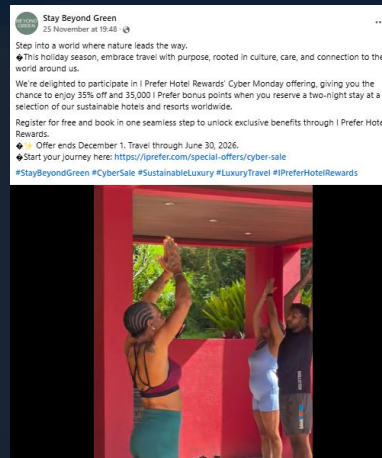 BEYOND
GREEN
Stay Beyond Green
25 November at 19:48 ·
Step into a world where nature leads the way.
�This holiday season, embrace travel with purpose, rooted in culture, care, and connection to the
world around us.
We're delighted to participate in I Prefer Hotel Rewards' Cyber Monday offering, giving you the
chance to enjoy 35% off and 35,000 I Prefer bonus points when you reserve a two-night stay at a
selection of our sustainable hotels and resorts worldwide.
Register for free and book in one seamless step to unlock exclusive benefits through I Prefer Hote
Rewards.
�✨ Offer ends December 1. Travel through June 30, 2026.
�Start your journey here: https://iprefer.com/special-offers/cyber-sale
#StayBeyondGreen #CyberSale #SustainableLuxury #LuxuryTravel #IPreferHotelRewards